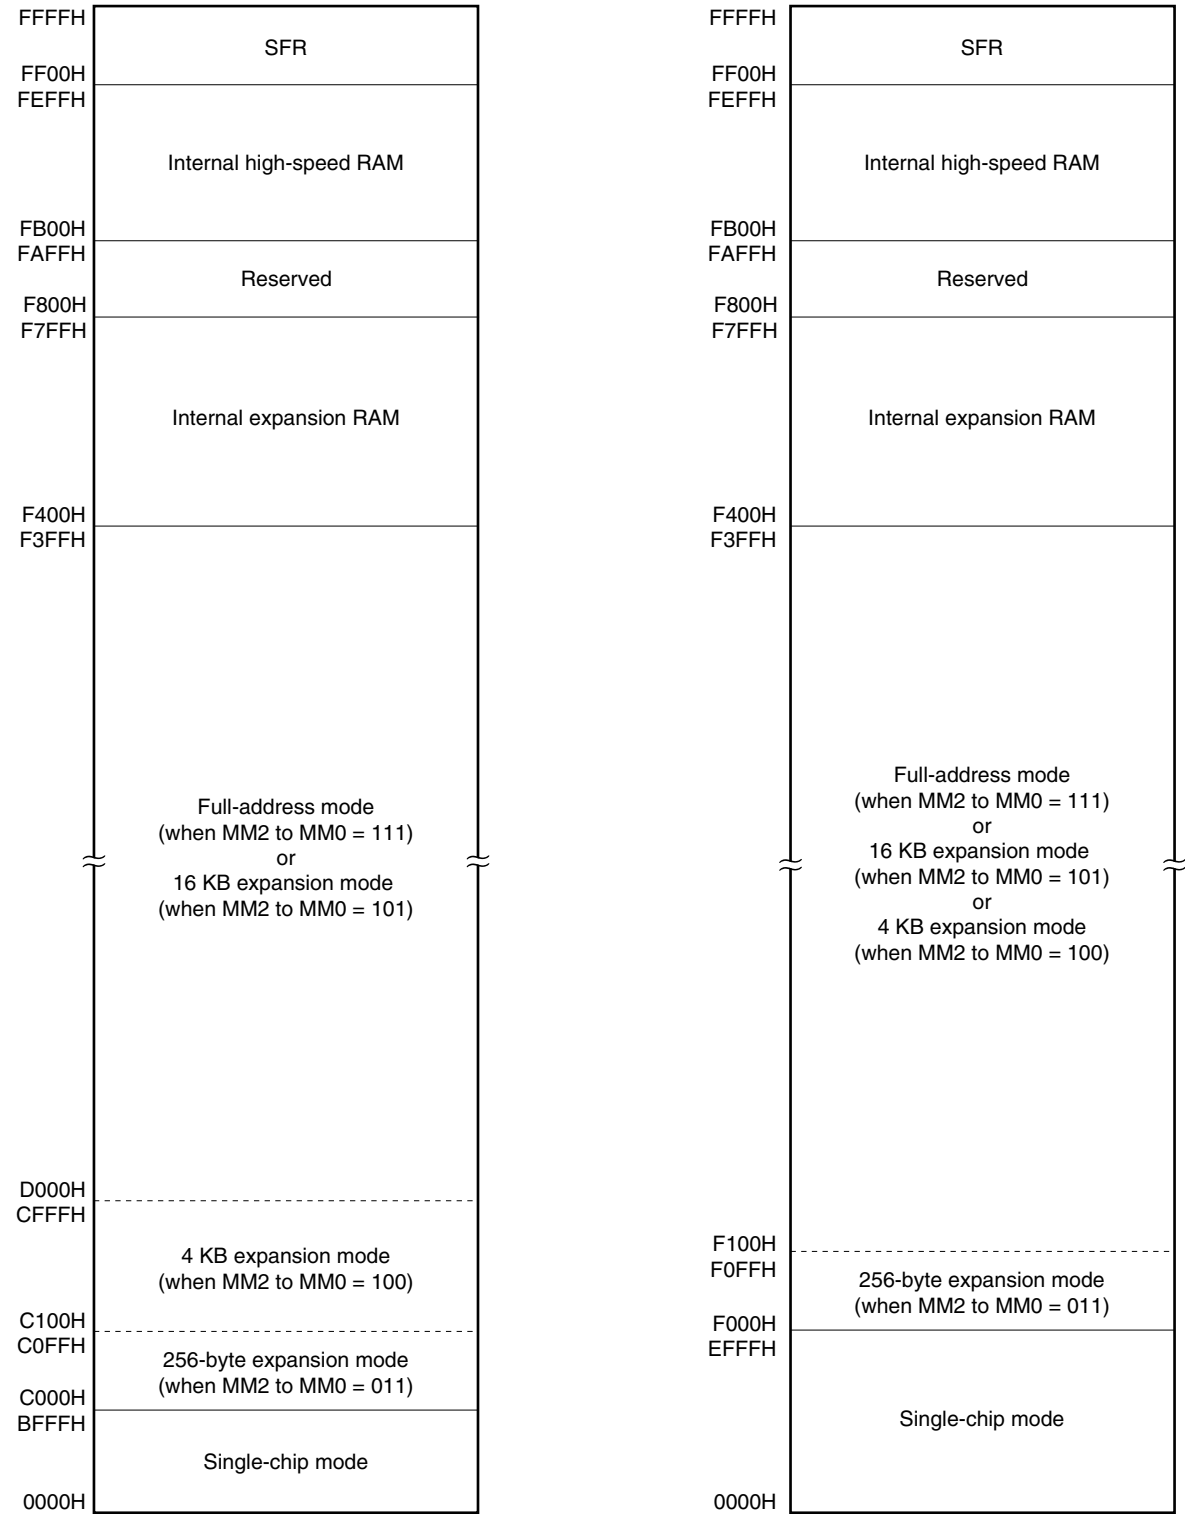 FFFFH
SFR
FF00H
FEFFH
Internal high-speed RAM
FB00H
FAFFH
Reserved
F800H
F7FFH
Internal expansion RAM
F400H
F3FFH
Full-address mode
(when MM2 to MM0 = 111)
or
16 KB expansion mode
(when MM2 to MM0 = 101)
D000H
CFFFH
4 KB expansion mode
(when MM2 to MM0 = 100)
C100H
C0FFH
256-byte expansion mode
(when MM2 to MM0 = 011)
C000H
BFFFH
Single-chip mode
0000H
FFFFH
SFR
FF00H
FEFFH
Internal high-speed RAM
FB00H
FAFFH
Reserved
F800H
F7FFH
Internal expansion RAM
F400H
F3FFH
Full-address mode
(when MM2 to MM0 = 111)
or
16 KB expansion mode
(when MM2 to MM0 = 101)
or
4 KB expansion mode
(when MM2 to MM0 = 100)
F100H
F0FFH
256-byte expansion mode
(when MM2 to MM0 = 011)
F000H
EFFFH
Single-chip mode
0000H